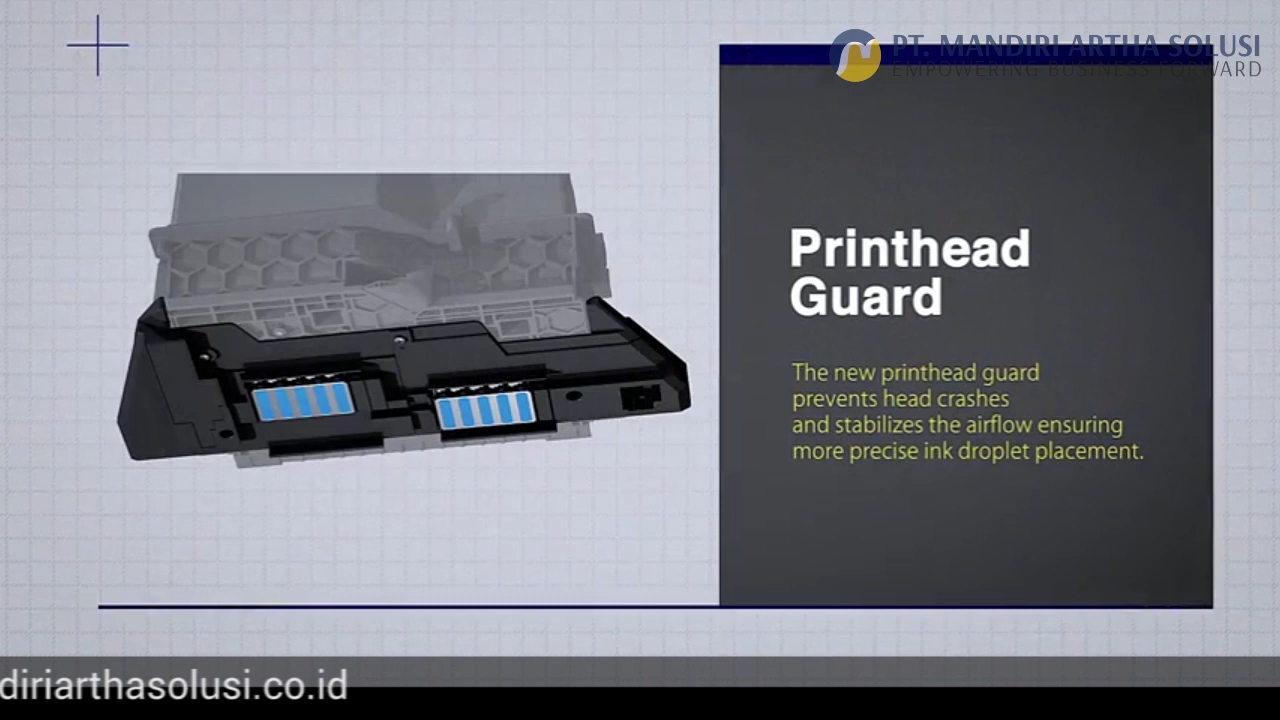 PT. MANDIRI ARTHA SOLUSI
EMPOWERING BUSINESS FORWARD
Printhead
Guard
The new printhead guard
prevents head crashes
and stabilizes the airflow ensuring
more precise ink droplet placement.
diriarthasolusi.co.id